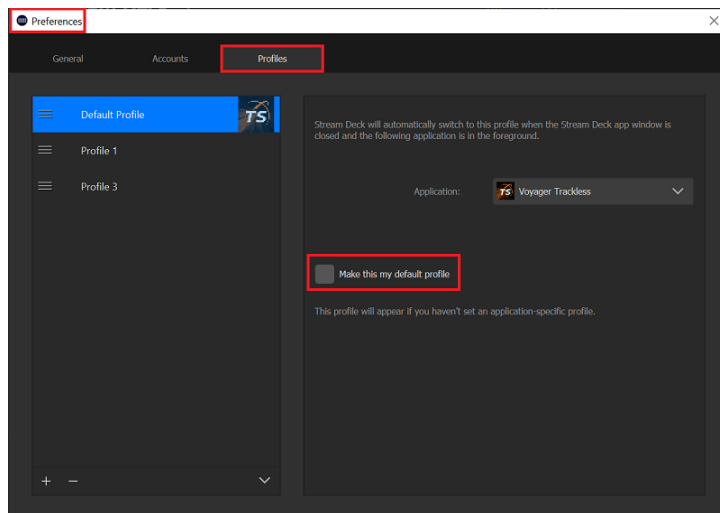 Preferences
General Accounts Profiles
Default Profile TS
Profile 1
Profile 3
Stream Deck will automatically switch to this profile when the Stream Deck app window is
closed and the following application is in the foreground.
Application: TS Voyager Trackless
Make this my default profile
This profile will appear if you haven't set an application-specific profile.